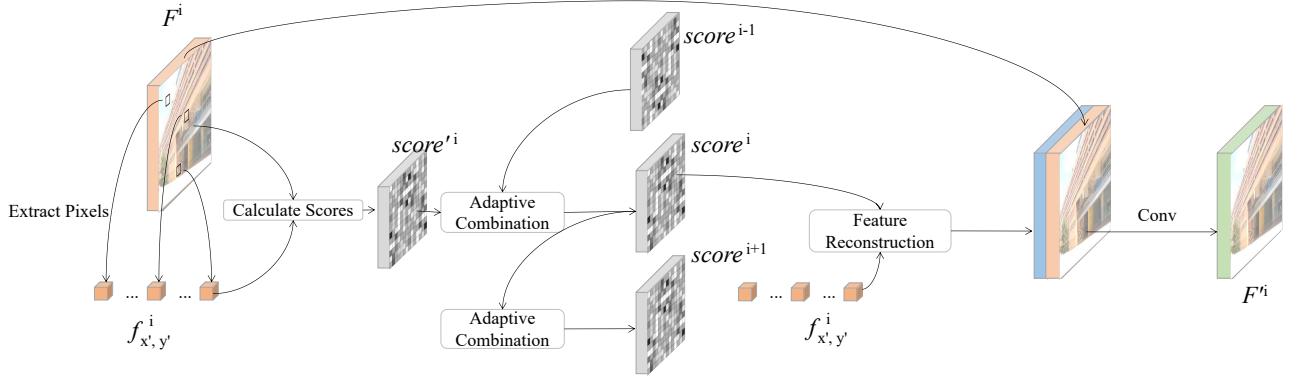 F^i
score^{i-1}
score'^i
score^i
Extract Pixels
Calculate Scores
Adaptive
Combination
Feature
Reconstruction
Conv
score^{i+1}
... ...
... ...
Adaptive
Combination
f^i_{x', y'}
f^i_{x', y'}
F'^i